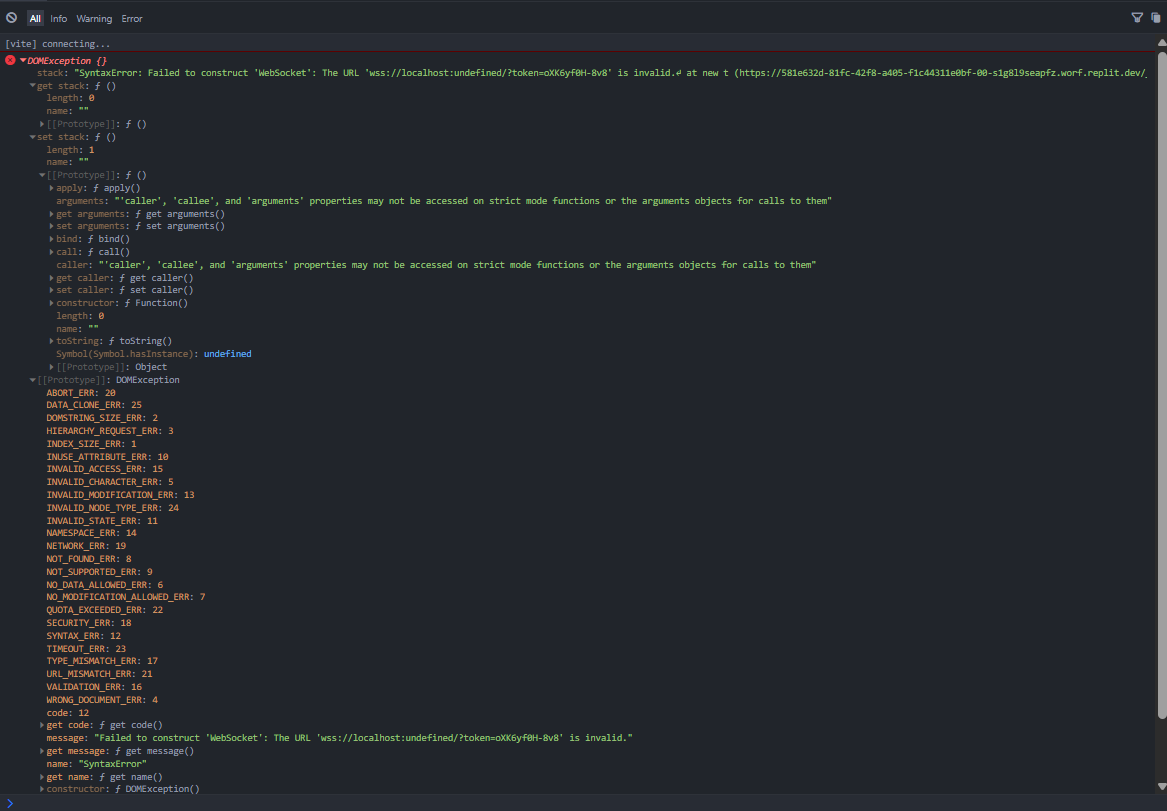 All Info Warning Error
[vite] connecting...
DOMException {}
stack: "SyntaxError: Failed to construct 'WebSocket': The URL 'wss://localhost:undefined/?token=oXK6yf0H-8v8' is invalid.↲ at new t (https://581e632d-81fc-42f8-a405-f1c44311e0bf-00-s1g8l9seapfz.worf.replit.dev/_
get stack: ƒ ()
length: 0
name: ""
[[Prototype]]: ƒ ()
set stack: ƒ ()
length: 1
name: ""
[[Prototype]]: ƒ ()
apply: ƒ apply()
arguments: "'caller', 'callee', and 'arguments' properties may not be accessed on strict mode functions or the arguments objects for calls to them"
get arguments: ƒ get arguments()
set arguments: ƒ set arguments()
bind: ƒ bind()
call: ƒ call()
caller: "'caller', 'callee', and 'arguments' properties may not be accessed on strict mode functions or the arguments objects for calls to them"
get caller: ƒ get caller()
set caller: ƒ set caller()
constructor: ƒ Function()
length: 0
name: ""
toString: ƒ toString()
Symbol(Symbol.hasInstance): undefined
[[Prototype]]: Object
[[Prototype]]: DOMException
ABORT_ERR: 20
DATA_CLONE_ERR: 25
DOMSTRING_SIZE_ERR: 2
HIERARCHY_REQUEST_ERR: 3
INDEX_SIZE_ERR: 1
INUSE_ATTRIBUTE_ERR: 10
INVALID_ACCESS_ERR: 15
INVALID_CHARACTER_ERR: 5
INVALID_MODIFICATION_ERR: 13
INVALID_NODE_TYPE_ERR: 24
INVALID_STATE_ERR: 11
NAMESPACE_ERR: 14
NETWORK_ERR: 19
NOT_FOUND_ERR: 8
NOT_SUPPORTED_ERR: 9
NO_DATA_ALLOWED_ERR: 6
NO_MODIFICATION_ALLOWED_ERR: 7
QUOTA_EXCEEDED_ERR: 22
SECURITY_ERR: 18
SYNTAX_ERR: 12
TIMEOUT_ERR: 23
TYPE_MISMATCH_ERR: 17
URL_MISMATCH_ERR: 21
VALIDATION_ERR: 16
WRONG_DOCUMENT_ERR: 4
code: 12
get code: ƒ get code()
message: "Failed to construct 'WebSocket': The URL 'wss://localhost:undefined/?token=oXK6yf0H-8v8' is invalid."
get message: ƒ get message()
name: "SyntaxError"
get name: ƒ get name()
constructor: ƒ DOMException()